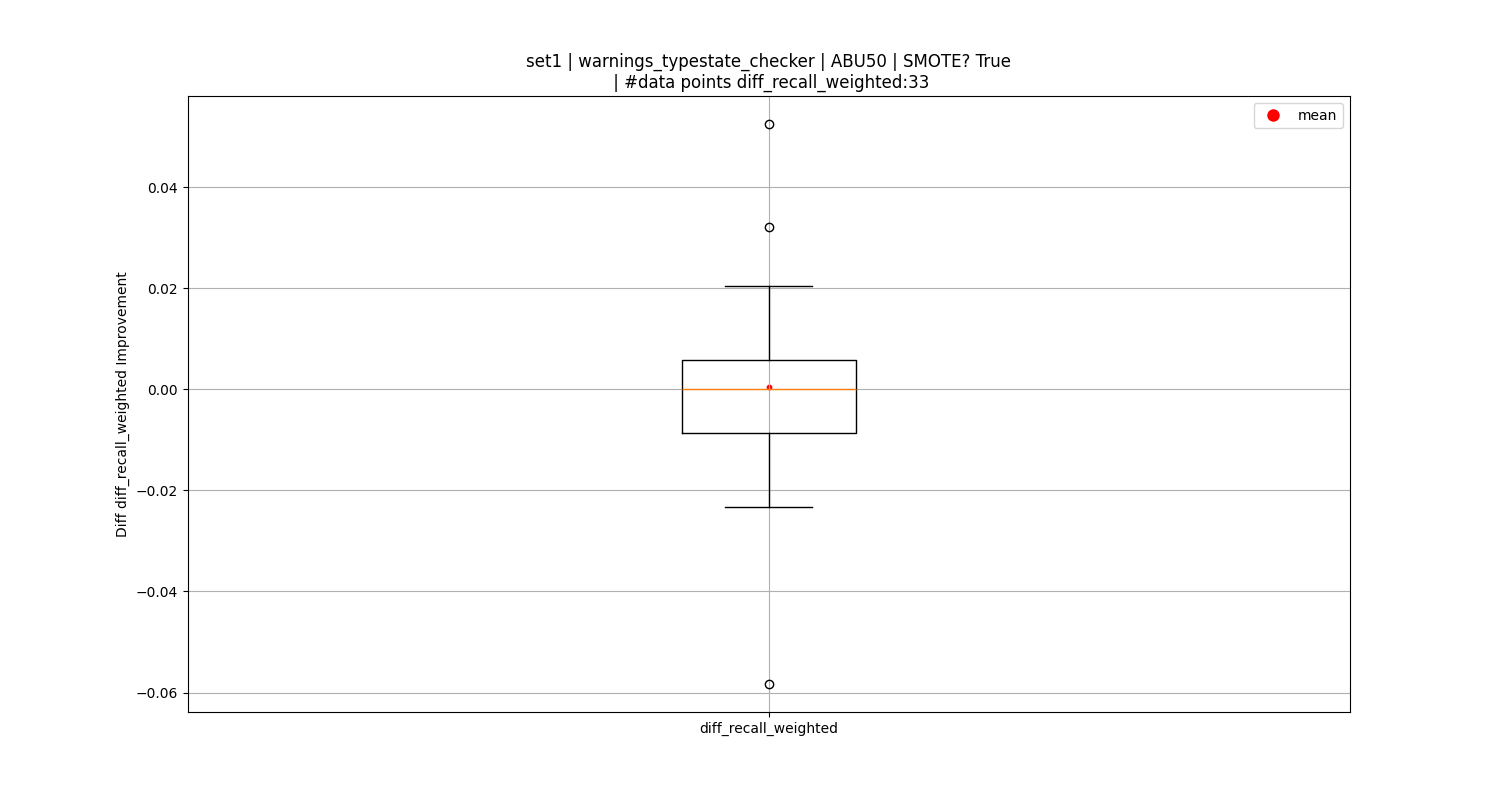 set1 | warnings_typestate_checker | ABU50 | SMOTE? True
| #data points diff_recall_weighted:33
mean
0.04
0.02
0.00
−0.02
−0.04
−0.06
Diff diff_recall_weighted Improvement
diff_recall_weighted